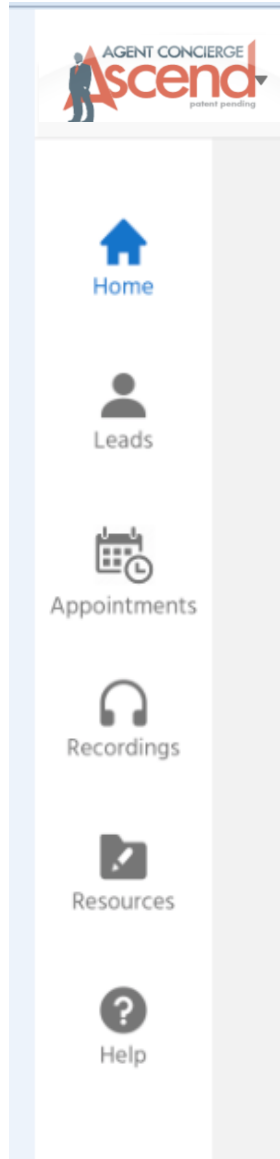 AGENT CONCIERGE
Ascend
patent pending
Home
Leads
Appointments
Recordings
Resources
Help